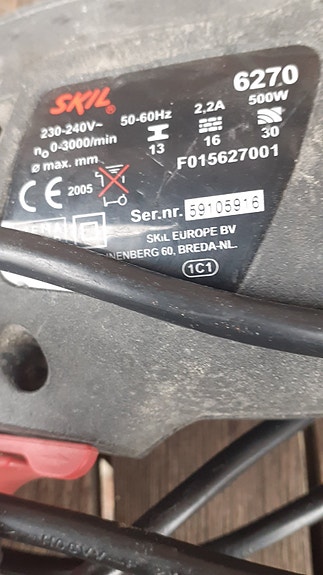 SKIL®
6270
230-240V~ 50-60Hz 2,2A 500W
n₀ 0-3000/min
ø max. mm 13 16 30
F015627001
CE 2005
Ser.nr. 59105916
SKiL EUROPE BV
NENBERG 60, BREDA-NL.
1C1